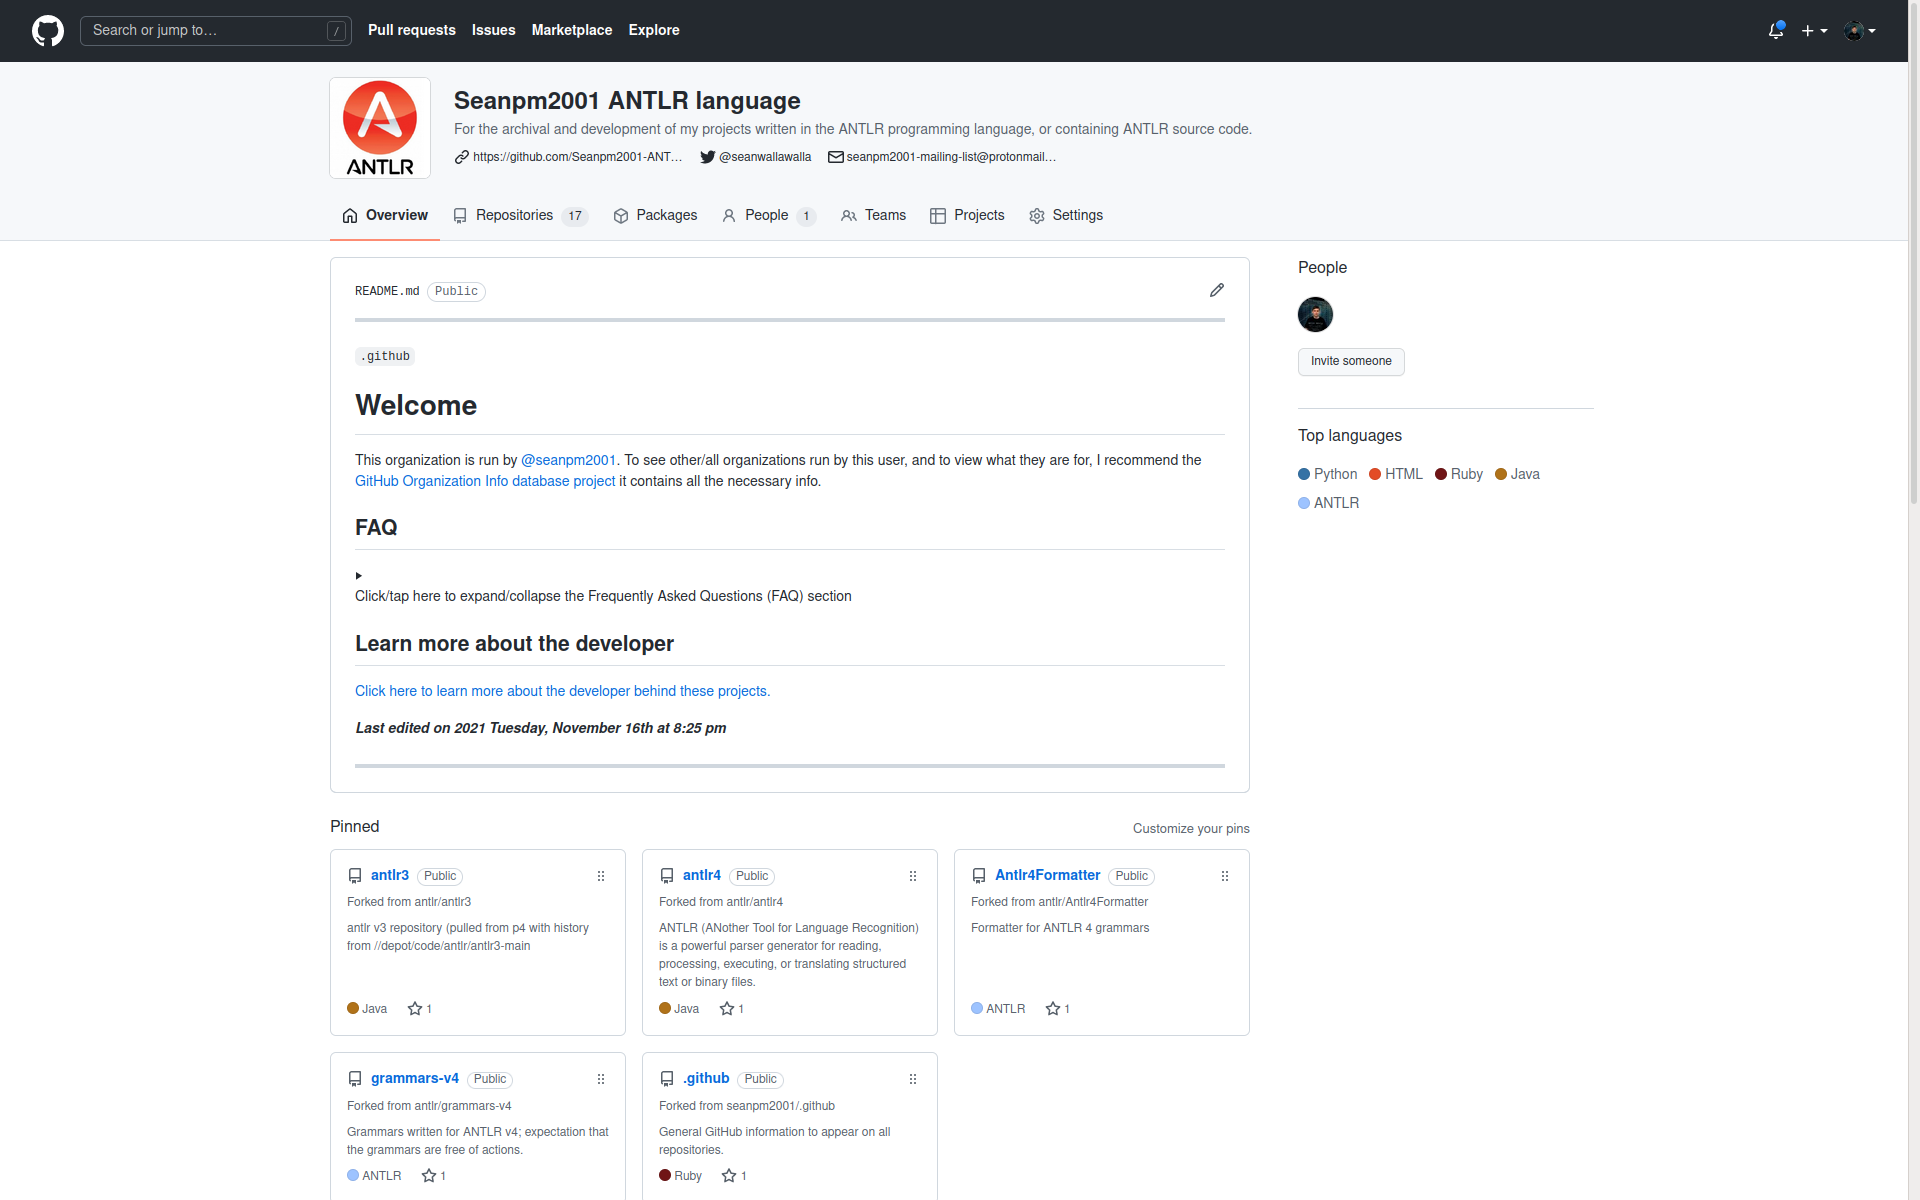 Search or jump to… /
Pull requests
Issues
Marketplace
Explore
ANTLR
Seanpm2001 ANTLR language
For the archival and development of my projects written in the ANTLR programming language, or containing ANTLR source code.
https://github.com/Seanpm2001-ANT… @seanwallawalla seanpm2001-mailing-list@protonmail…
Overview
Repositories 17
Packages
People 1
Teams
Projects
Settings
README.md Public
.github
Welcome
This organization is run by @seanpm2001. To see other/all organizations run by this user, and to view what they are for, I recommend the
GitHub Organization Info database project it contains all the necessary info.
FAQ
Click/tap here to expand/collapse the Frequently Asked Questions (FAQ) section
Learn more about the developer
Click here to learn more about the developer behind these projects.
Last edited on 2021 Tuesday, November 16th at 8:25 pm
People
Invite someone
Top languages
Python HTML Ruby Java
ANTLR
Pinned
Customize your pins
antlr3 Public
Forked from antlr/antlr3
antlr v3 repository (pulled from p4 with history
from //depot/code/antlr/antlr3-main
Java 1
antlr4 Public
Forked from antlr/antlr4
ANTLR (ANother Tool for Language Recognition)
is a powerful parser generator for reading,
processing, executing, or translating structured
text or binary files.
Java 1
Antlr4Formatter Public
Forked from antlr/Antlr4Formatter
Formatter for ANTLR 4 grammars
ANTLR 1
grammars-v4 Public
Forked from antlr/grammars-v4
Grammars written for ANTLR v4; expectation that
the grammars are free of actions.
ANTLR 1
.github Public
Forked from seanpm2001/.github
General GitHub information to appear on all
repositories.
Ruby 1